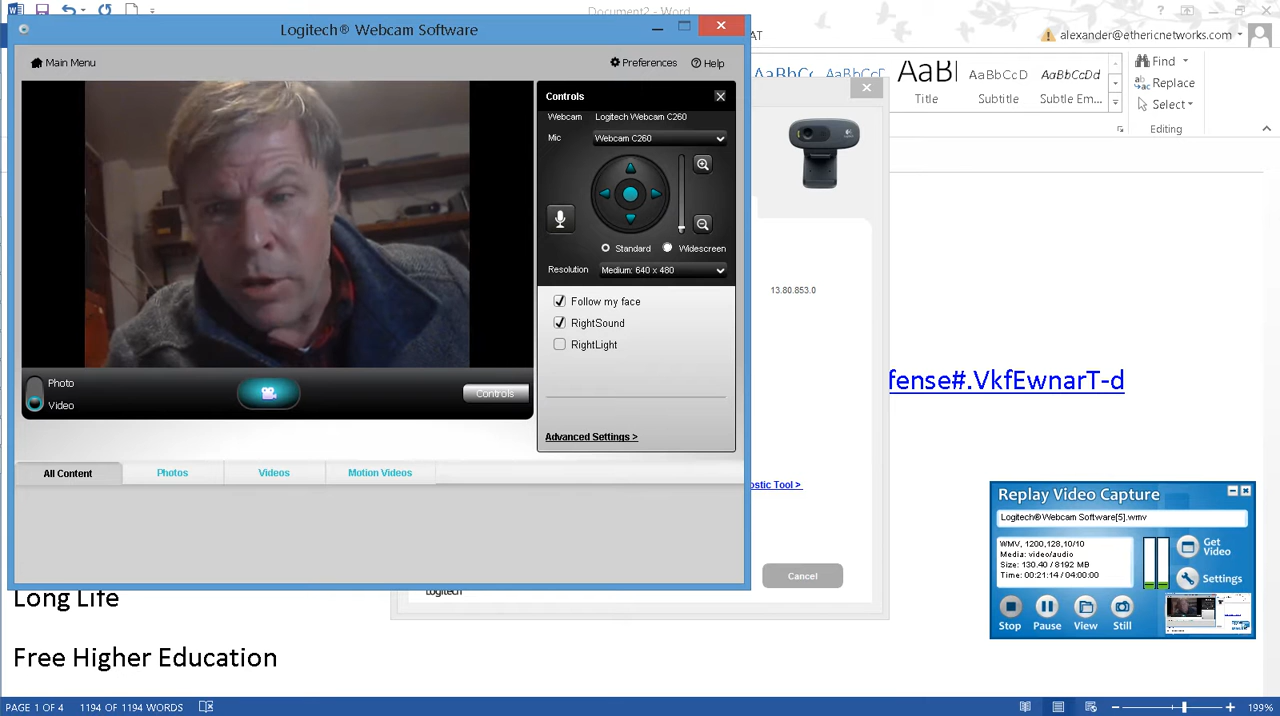 Document2 - Word
Logitech® Webcam Software
AT
alexander@ethericnetworks.com
Main Menu
Preferences
Help
Controls
Webcam Logitech Webcam C260
Mic Webcam C260
Standard
Widescreen
Resolution Medium: 640 x 480
Follow my face
RightSound
RightLight
Advanced Settings >
Photo
Video
Controls
All Content Photos Videos Motion Videos
AaBbCcD AaBbCcD AaBl AaBbCcD AaBbCcDd
Title Subtitle Subtle Em...
Find
Replace
Select
Editing
13.80.853.0
fense#.VkfEwnarT-d
ostic Tool >
Cancel
Logitech
Replay Video Capture
Logitech®Webcam Software[5].wmv
WMV, 1200,128,10/10
Media: video/audio
Size: 130.40 / 8192 MB
Time: 00:21:14 / 04:00:00
Get Video
Settings
Stop Pause View Still
Long Life
Free Higher Education
PAGE 1 OF 4 1194 OF 1194 WORDS
199%